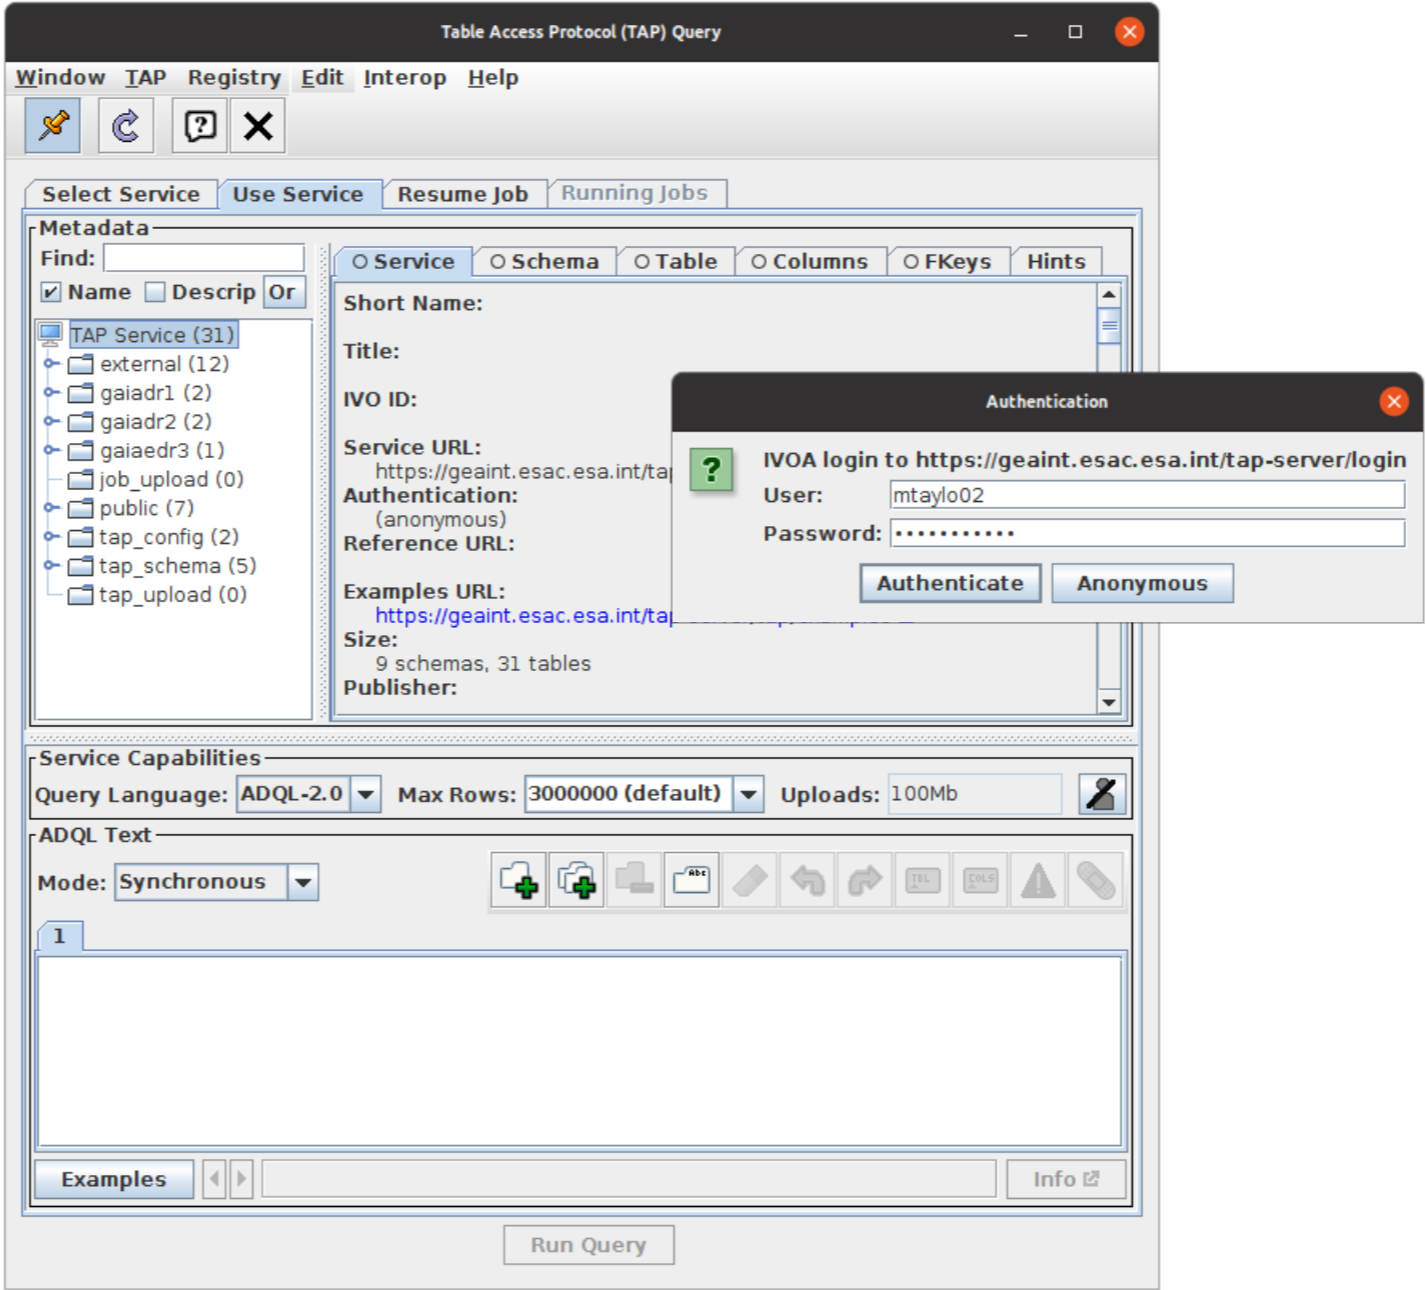 Table Access Protocol (TAP) Query
Window TAP Registry Edit Interop Help
Select Service Use Service Resume Job Running Jobs
Metadata
Find:
Name Descrip Or
TAP Service (31)
external (12)
gaiadr1 (2)
gaiadr2 (2)
gaiaedr3 (1)
job_upload (0)
public (7)
tap_config (2)
tap_schema (5)
tap_upload (0)
Service Schema Table Columns FKeys Hints
Short Name:
Title:
IVO ID:
Service URL:
https://geaint.esac.esa.int/tap
Authentication:
(anonymous)
Reference URL:
Examples URL:
https://geaint.esac.esa.int/tap
Size:
9 schemas, 31 tables
Publisher:
Authentication
IVOA login to https://geaint.esac.esa.int/tap-server/login
User: mtaylo02
Password: •••••••••••
Authenticate Anonymous
Service Capabilities
Query Language: ADQL-2.0 Max Rows: 3000000 (default) Uploads: 100Mb
ADQL Text
Mode: Synchronous
Abc
TBL
COLS
1
Examples Info
Run Query